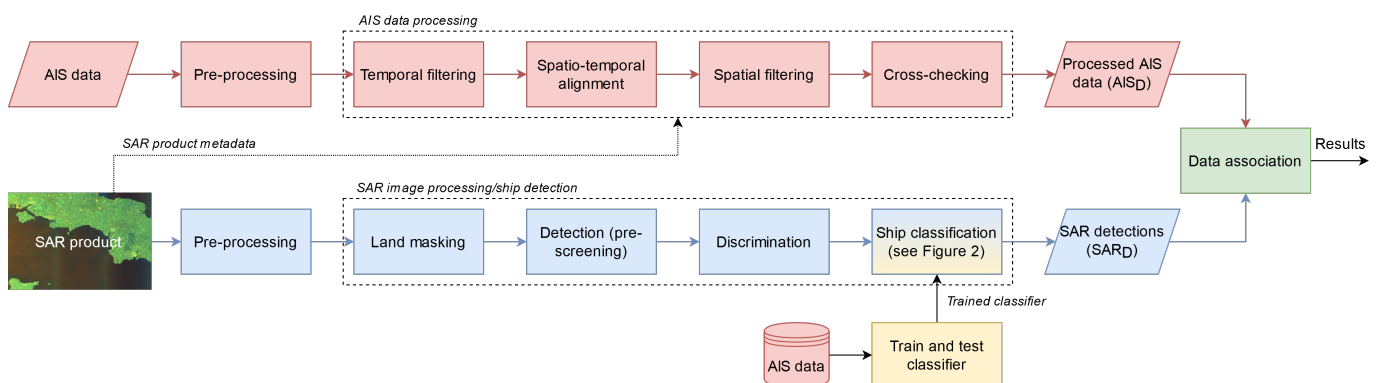 AIS data processing
AIS data
Pre-processing
Temporal filtering
Spatio-temporal
alignment
Spatial filtering
Cross-checking
Processed AIS
data (AISD)
SAR product metadata
Data association
Results
SAR image processing/ship detection
SAR product
Pre-processing
Land masking
Detection (pre-
screening)
Discrimination
Ship classification
(see Figure 2)
SAR detections
(SARD)
Trained classifier
AIS data
Train and test
classifier